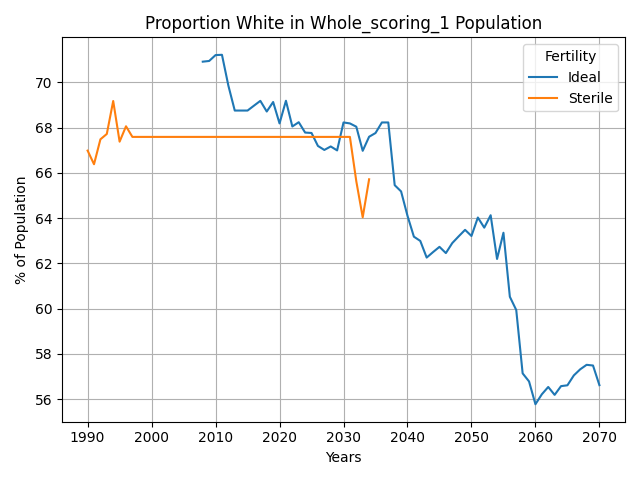 Proportion White in Whole_scoring_1 Population
Fertility
Ideal
Sterile
% of Population
70
68
66
64
62
60
58
56
1990 2000 2010 2020 2030 2040 2050 2060 2070
Years